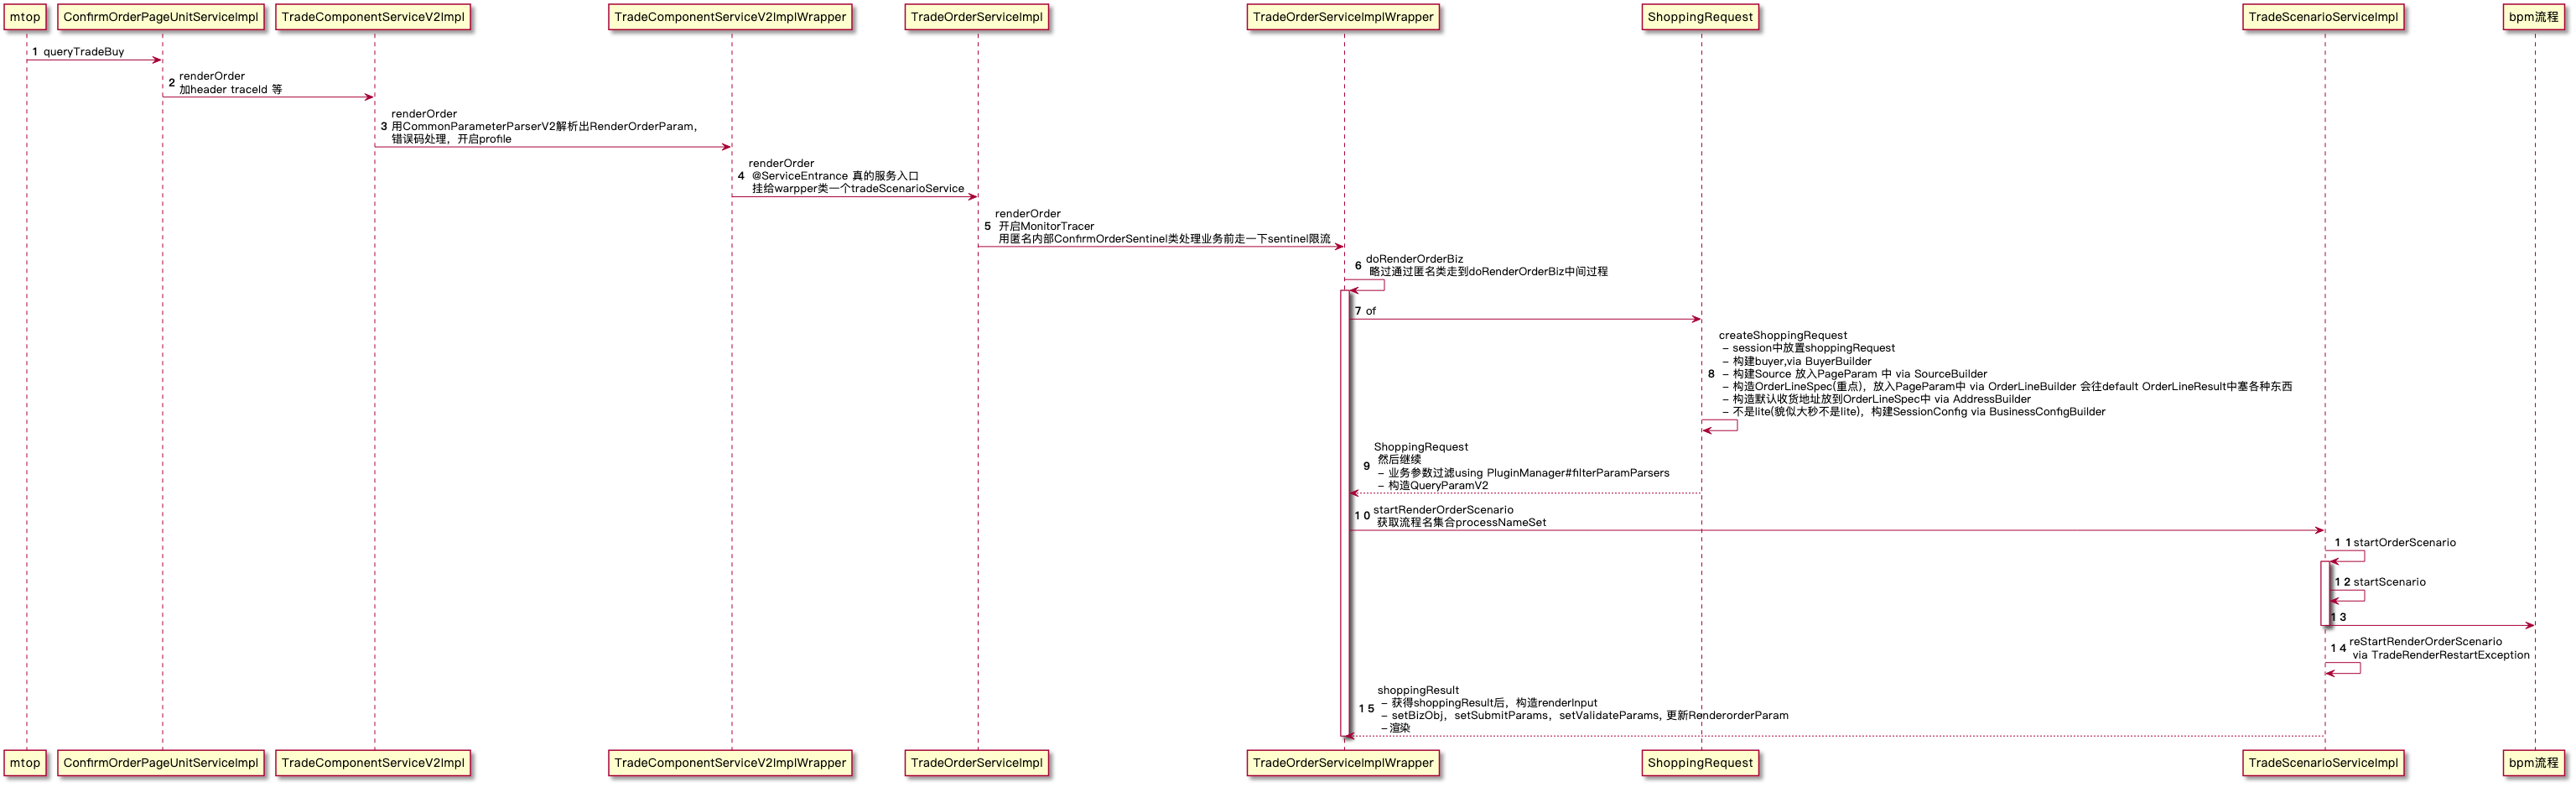 mtop
ConfirmOrderPageUnitServiceImpl
TradeComponentServiceV2Impl
TradeComponentServiceV2ImplWrapper
TradeOrderServiceImpl
TradeOrderServiceImplWrapper
ShoppingRequest
TradeScenarioServiceImpl
bpm流程
1 queryTradeBuy
2 renderOrder
加header traceId 等
3 renderOrder
用CommonParameterParserV2解析出RenderOrderParam，
错误码处理，开启profile
4 renderOrder
@ServiceEntrance 真的服务入口
挂给warpper类一个tradeScenarioService
5 renderOrder
开启MonitorTracer
用匿名内部ConfirmOrderSentinel类处理业务前走一下sentinel限流
6 doRenderOrderBiz
略过通过匿名类走到doRenderOrderBiz中间过程
7 of
8 createShoppingRequest
- session中放置shoppingRequest
- 构建buyer,via BuyerBuilder
- 构建Source 放入PageParam 中 via SourceBuilder
- 构造OrderLineSpec(重点)，放入PageParam中 via OrderLineBuilder 会往default OrderLineResult中塞各种东西
- 构造默认收货地址放到OrderLineSpec中 via AddressBuilder
- 不是lite(貌似大秒不是lite)，构建SessionConfig via BusinessConfigBuilder
9 ShoppingRequest
然后继续
- 业务参数过滤using PluginManager#filterParamParsers
- 构造QueryParamV2
10 startRenderOrderScenario
获取流程名集合processNameSet
11 startOrderScenario
12 startScenario
13
14 reStartRenderOrderScenario
via TradeRenderRestartException
15 shoppingResult
- 获得shoppingResult后，构造renderInput
- setBizObj，setSubmitParams，setValidateParams, 更新RenderorderParam
-渲染
mtop
ConfirmOrderPageUnitServiceImpl
TradeComponentServiceV2Impl
TradeComponentServiceV2ImplWrapper
TradeOrderServiceImpl
TradeOrderServiceImplWrapper
ShoppingRequest
TradeScenarioServiceImpl
bpm流程